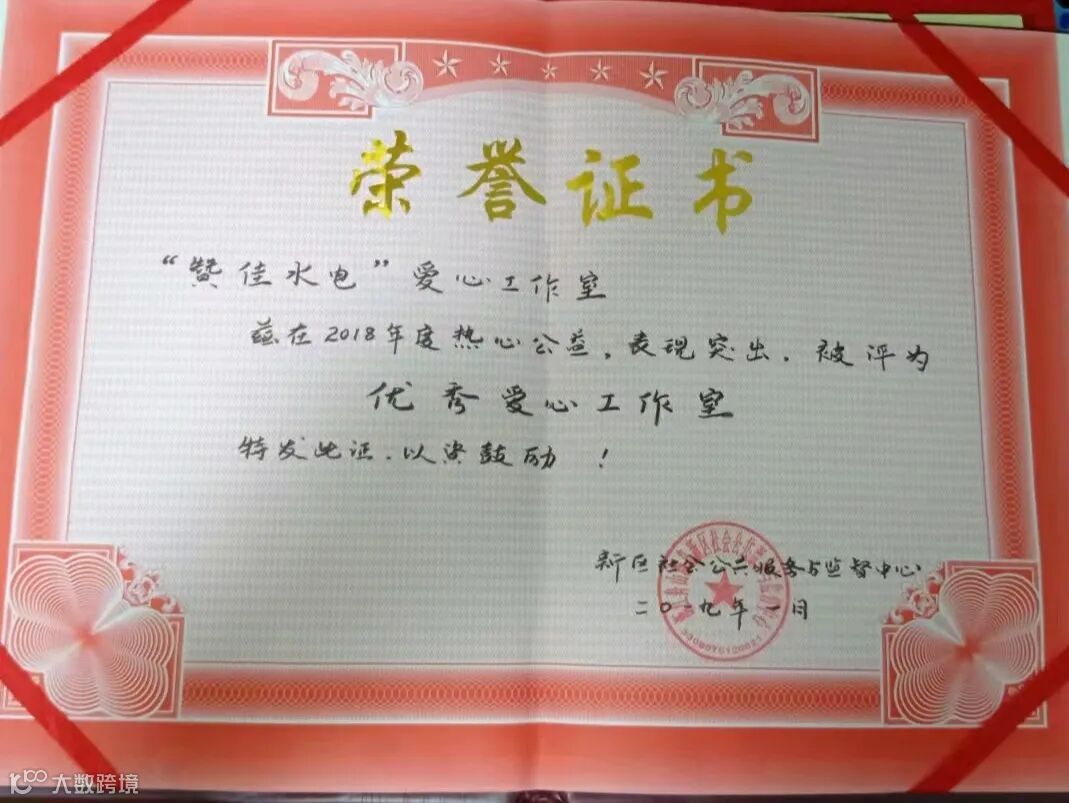 荣誉证书
“赞佳水电”爱心工作室
兹在2018年度热心公益,表现突出,被评为
优秀爱心工作室
特发此证,以资鼓励!
新区社会公共服务与监督中心
二〇一九年一月
大数跨境